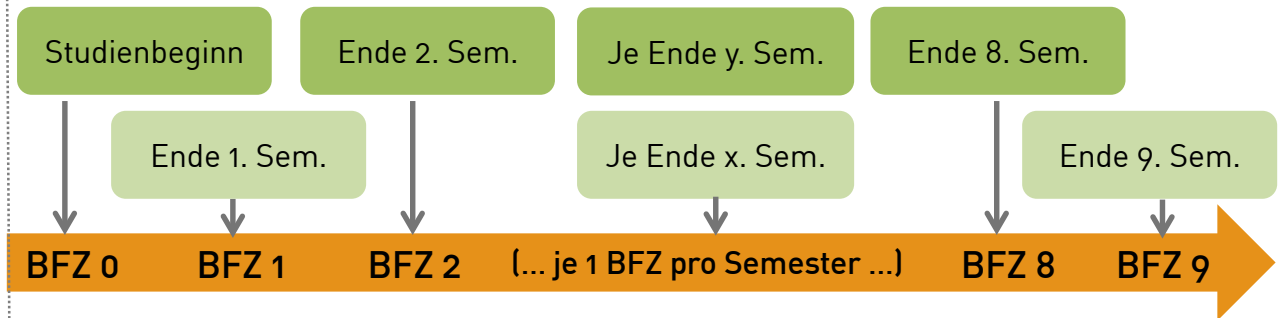 Studienbeginn
Ende 2. Sem.
Je Ende y. Sem.
Ende 8. Sem.
Ende 1. Sem.
Je Ende x. Sem.
Ende 9. Sem.
BFZ 0
BFZ 1
BFZ 2
(... je 1 BFZ pro Semester ...)
BFZ 8
BFZ 9